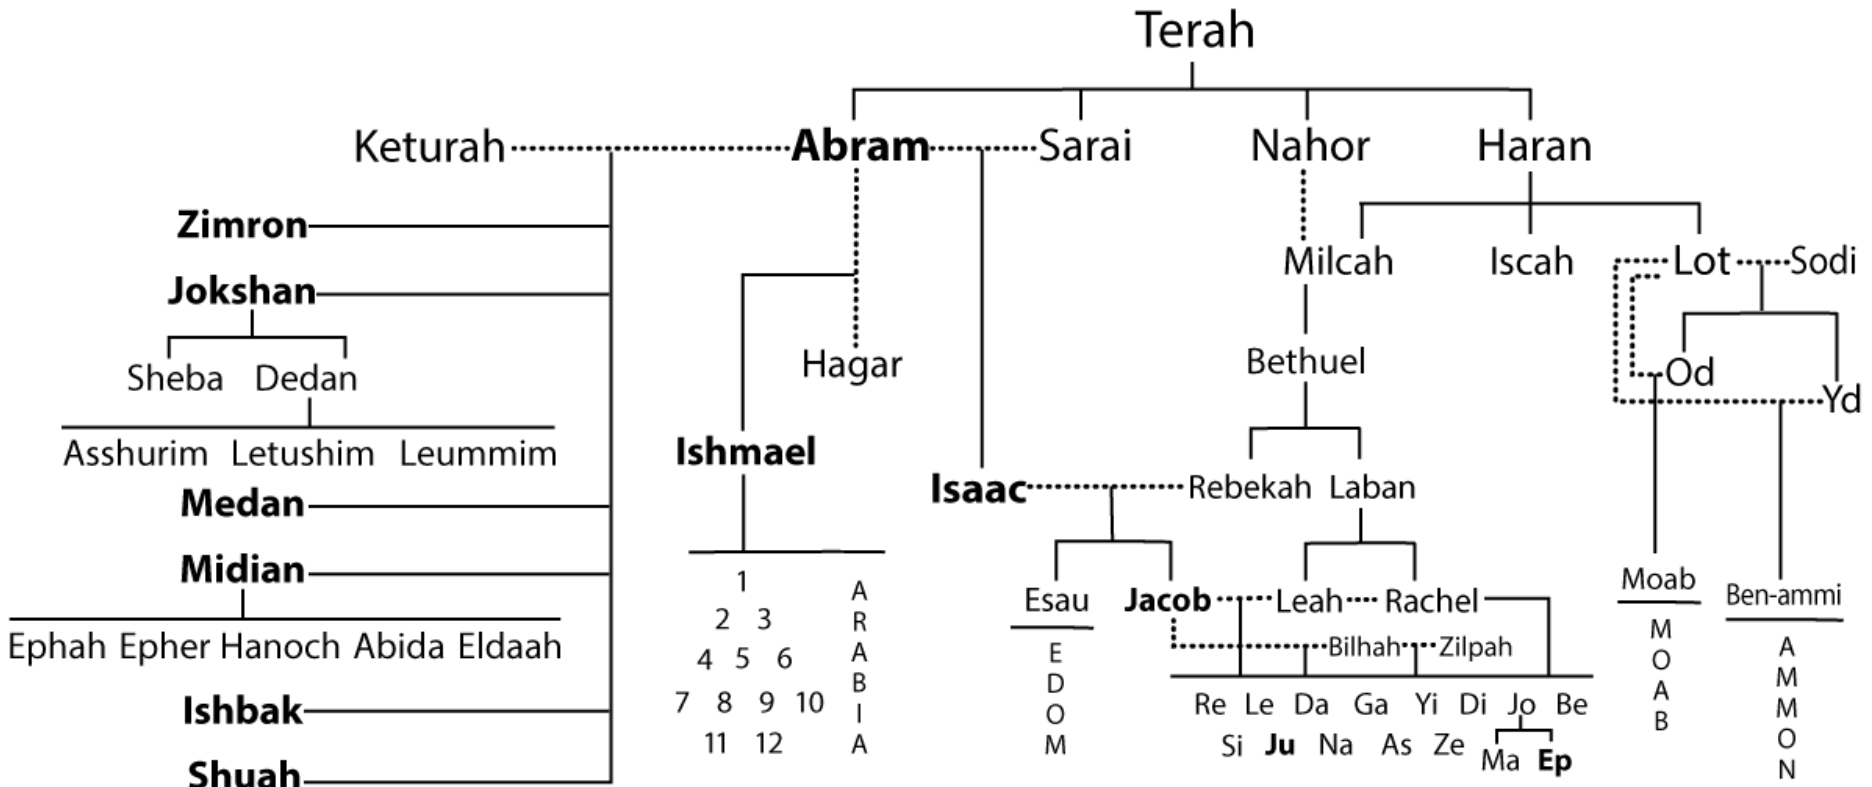 Terah
Keturah Abram Sarai Nahor Haran
Zimron
Milcah Iscah Lot Sodi
Jokshan
Sheba Dedan Hagar Bethuel Od
Yd
Asshurim Letushim Leummim Ishmael
Medan Isaac Rebekah Laban
Midian
1 A
Esau Jacob Leah Rachel Moab Ben-ammi
2 3 R
Ephah Epher Hanoch Abida Eldaah
4 5 6 A
Bilhah Zilpah
E M A
B D O M
7 8 9 10 I O A M
Ishbak
Re Le Da Ga Yi Di Jo Be
11 12 A M B O
Si Ju Na As Ze Ma Ep
N
Shuah